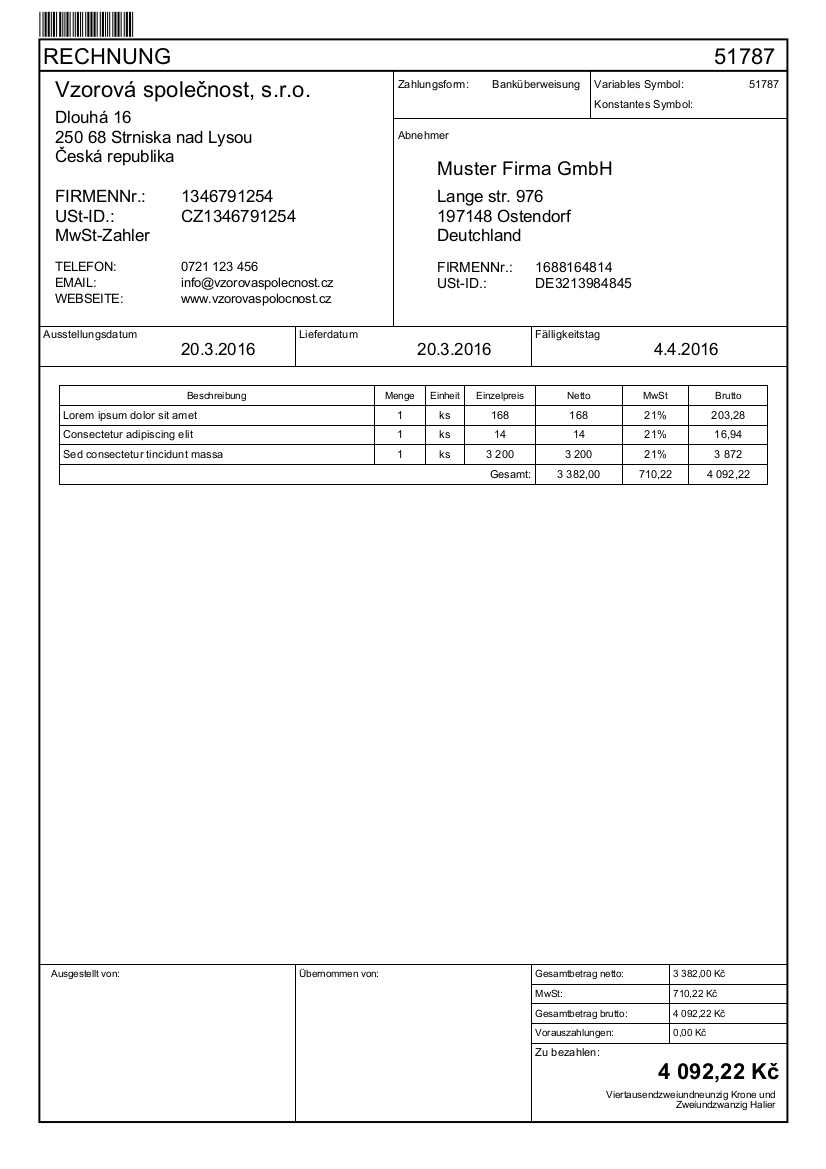 RECHNUNG 51787
Vzorová společnost, s.r.o.
Dlouhá 16
250 68 Strniska nad Lysou
Česká republika
FIRMENNr.: 1346791254
USt-ID.: CZ1346791254
MwSt-Zahler
TELEFON: 0721 123 456
EMAIL: info@vzorovaspolecnost.cz
WEBSEITE: www.vzorovaspolocnost.cz
Zahlungsform: Banküberweisung
Variables Symbol: 51787
Konstantes Symbol:
Abnehmer
Muster Firma GmbH
Lange str. 976
197148 Ostendorf
Deutchland
FIRMENNr.: 1688164814
USt-ID.: DE3213984845
Ausstellungsdatum
20.3.2016
Lieferdatum
20.3.2016
Fälligkeitstag
4.4.2016
Beschreibung Menge Einheit Einzelpreis Netto MwSt Brutto
Lorem ipsum dolor sit amet 1 ks 168 168 21% 203,28
Consectetur adipiscing elit 1 ks 14 14 21% 16,94
Sed consectetur tincidunt massa 1 ks 3 200 3 200 21% 3 872
Gesamt: 3 382,00 710,22 4 092,22
Ausgestellt von:
Übernommen von:
Gesamtbetrag netto: 3 382,00 Kč
MwSt: 710,22 Kč
Gesamtbetrag brutto: 4 092,22 Kč
Vorauszahlungen: 0,00 Kč
Zu bezahlen:
4 092,22 Kč
Viertausendzweiundneunzig Krone und
Zweiundzwanzig Halier